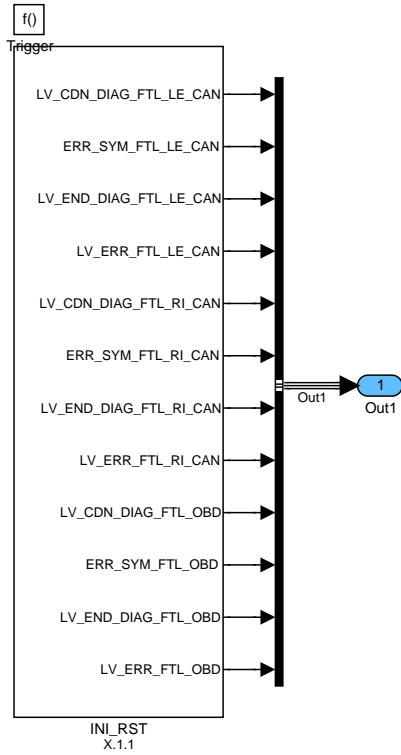 f()
Trigger
LV_CDN_DIAG_FTL_LE_CAN
ERR_SYM_FTL_LE_CAN
LV_END_DIAG_FTL_LE_CAN
LV_ERR_FTL_LE_CAN
LV_CDN_DIAG_FTL_RI_CAN
ERR_SYM_FTL_RI_CAN
LV_END_DIAG_FTL_RI_CAN
LV_ERR_FTL_RI_CAN
LV_CDN_DIAG_FTL_OBD
ERR_SYM_FTL_OBD
LV_END_DIAG_FTL_OBD
LV_ERR_FTL_OBD
INI_RST
X.1.1
Out1
1
Out1